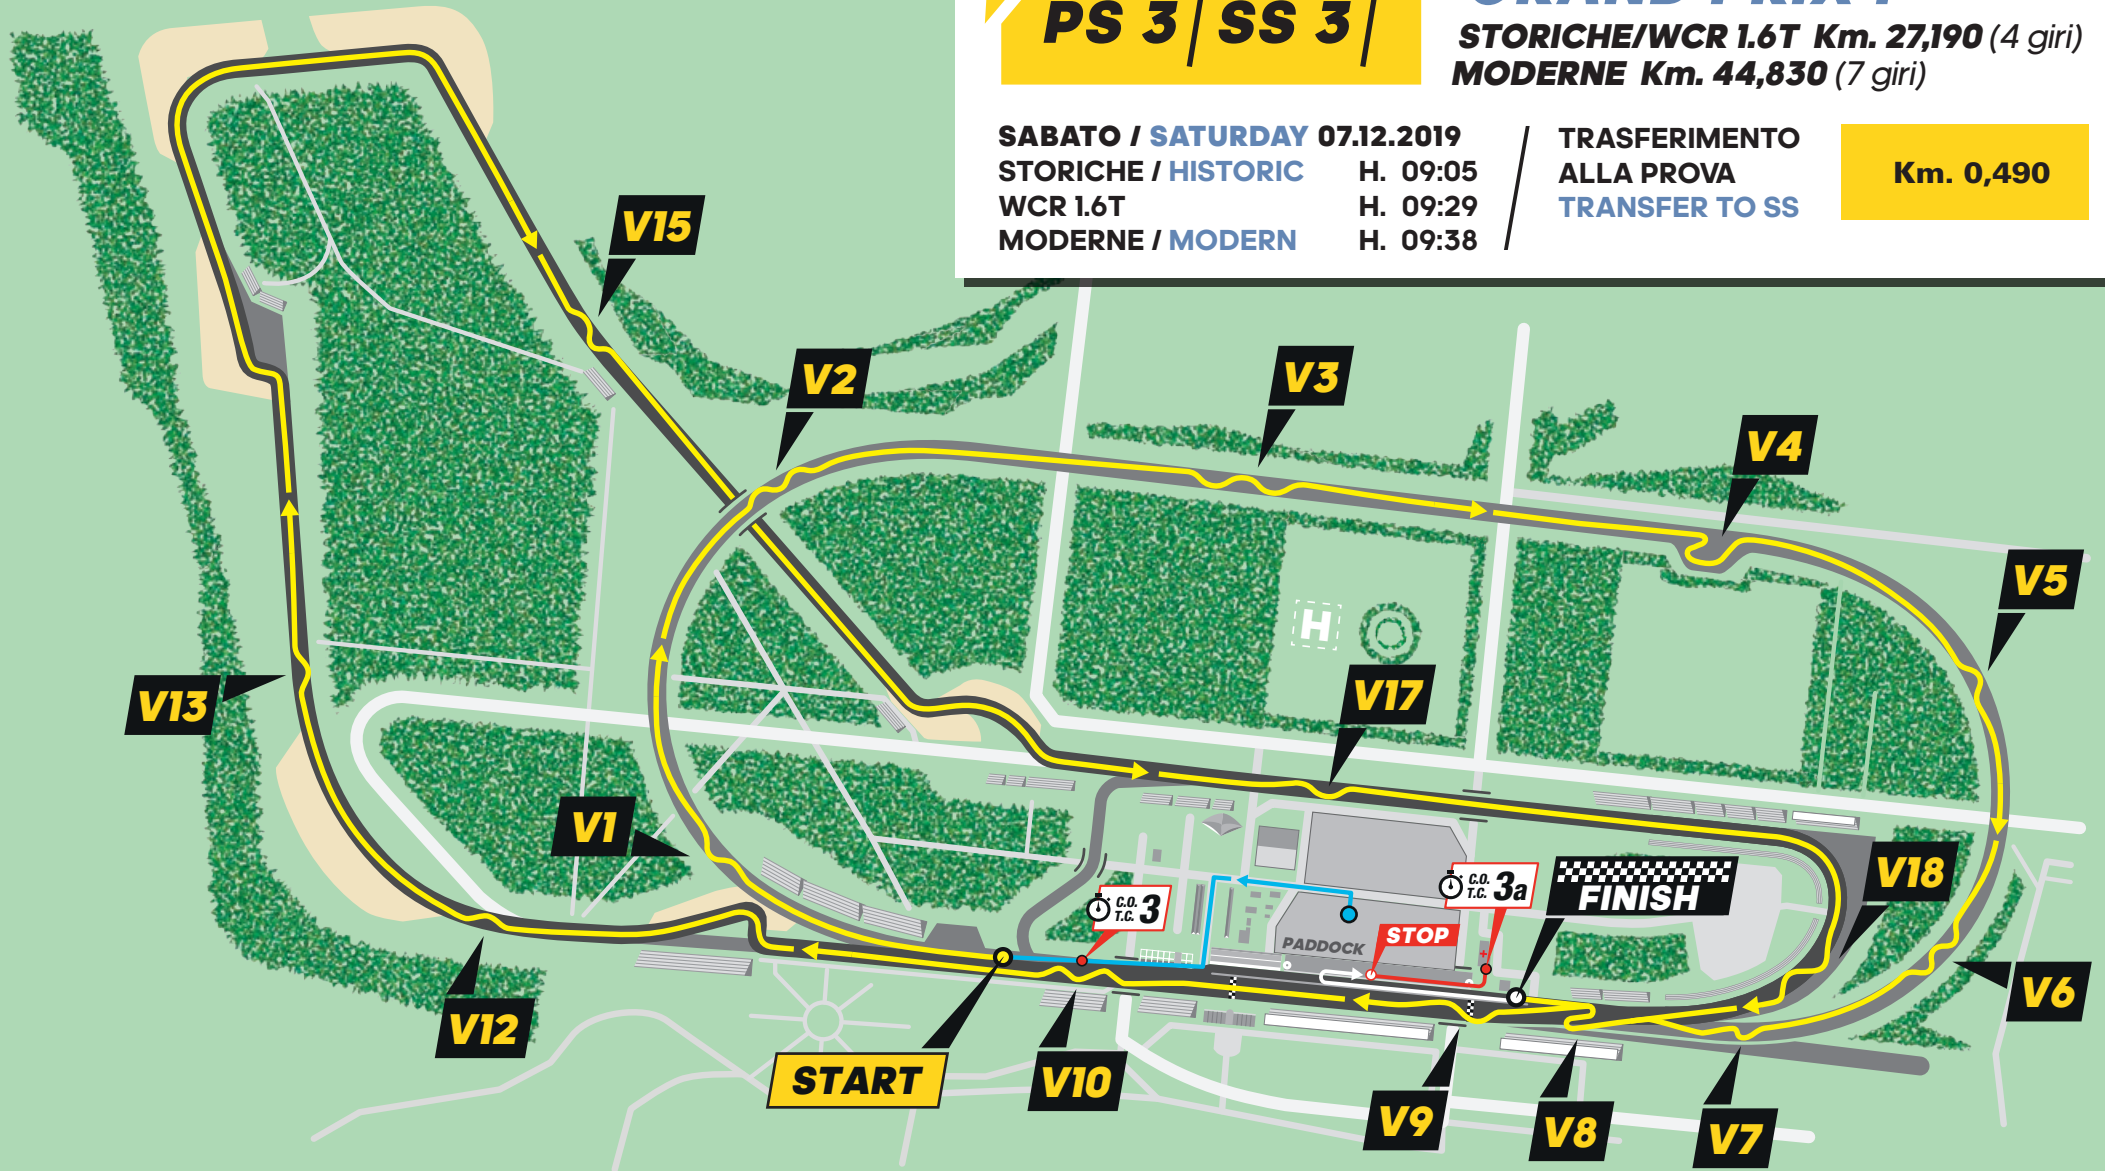 PS 3 / SS 3 /
STORICHE/WCR 1.6T Km. 27,190 (4 giri)
MODERNE Km. 44,830 (7 giri)
SABATO / SATURDAY 07.12.2019
STORICHE / HISTORIC H. 09:05
WCR 1.6T H. 09:29
MODERNE / MODERN H. 09:38
TRASFERIMENTO
ALLA PROVA
TRANSFER TO SS
Km. 0,490
V15
V2
V3
V4
V5
H
V17
V13
V1
V18
C.O.
T.C. 3
C.O.
T.C. 3a
FINISH
STOP
PADDOCK
V6
V12
START
V10
V9
V8
V7